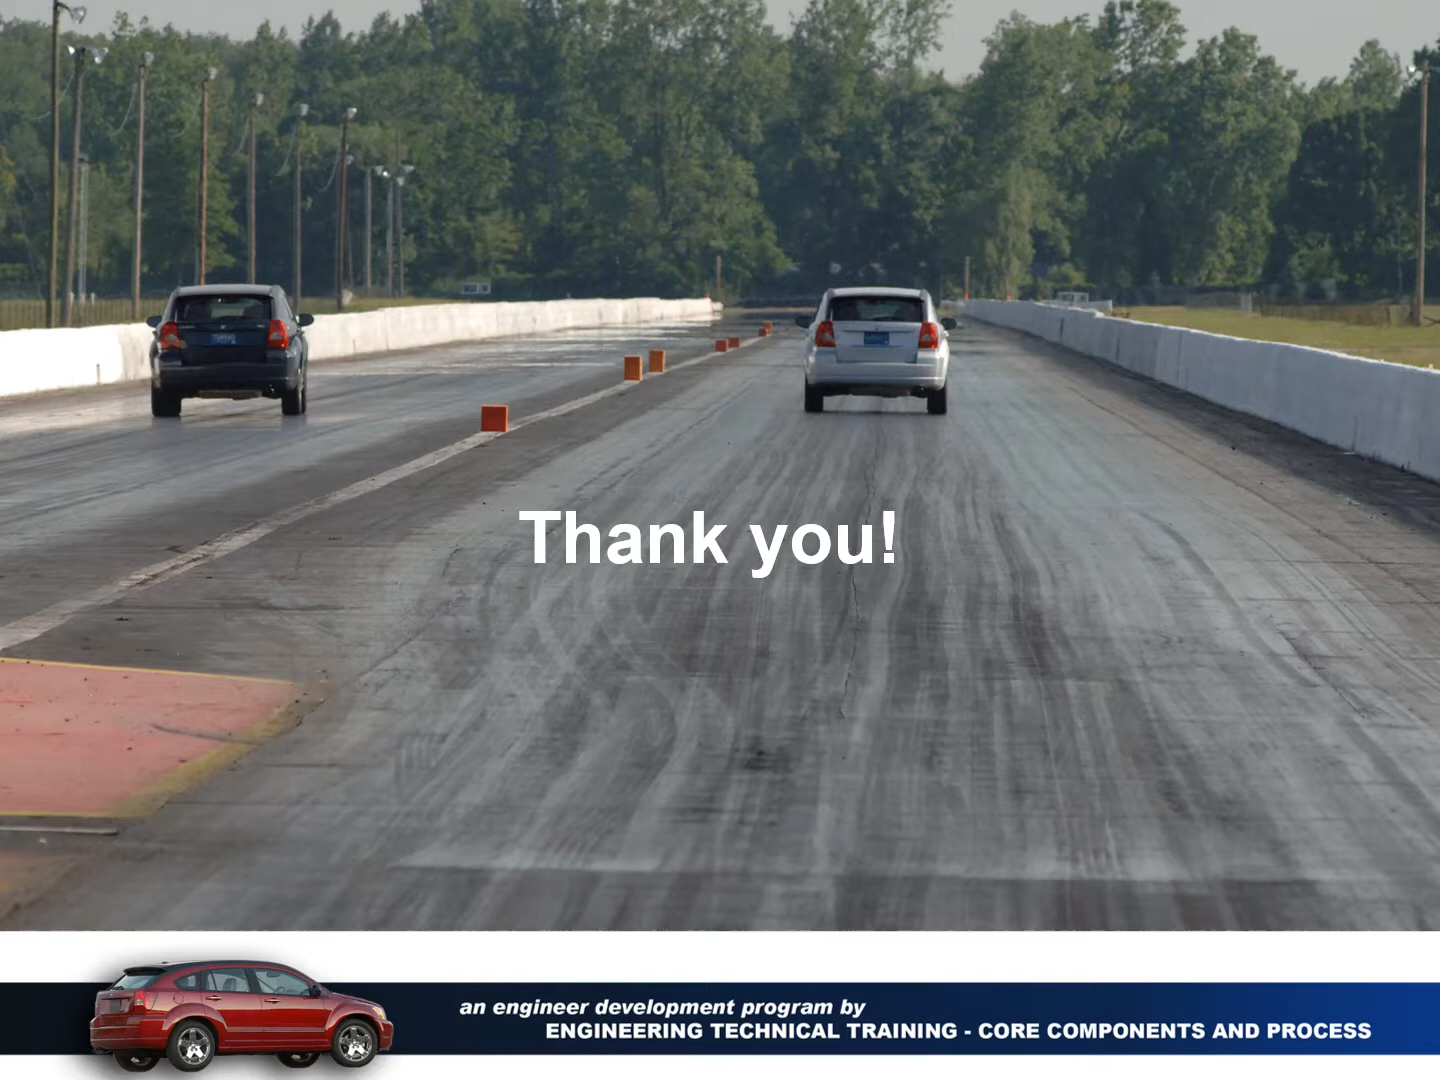 Thank you!
an engineer development program by
ENGINEERING TECHNICAL TRAINING - CORE COMPONENTS AND PROCESS